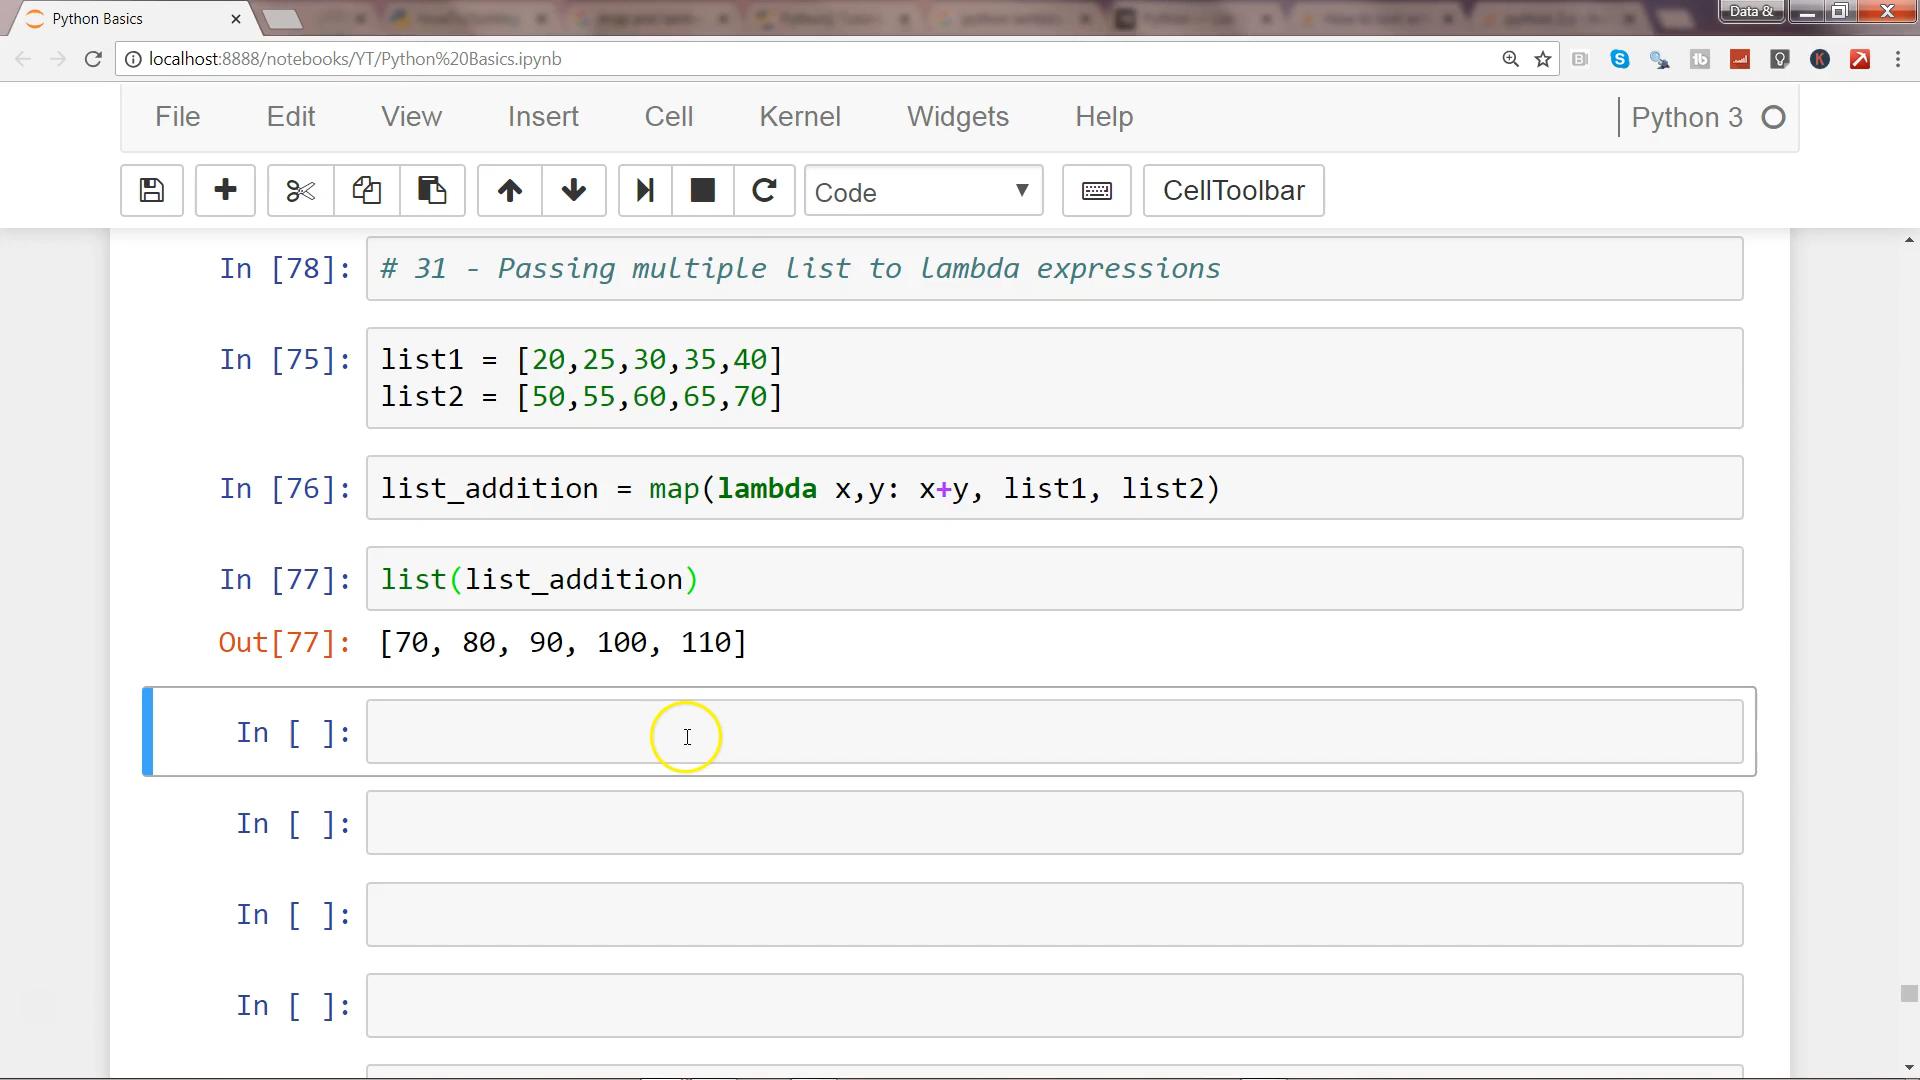 Python Basics
Data &
localhost:8888/notebooks/YT/Python%20Basics.ipynb
File Edit View Insert Cell Kernel Widgets Help Python 3
Code CellToolbar
In [78]: # 31 - Passing multiple list to lambda expressions
In [75]: list1 = [20,25,30,35,40]
list2 = [50,55,60,65,70]
In [76]: list_addition = map(lambda x,y: x+y, list1, list2)
In [77]: list(list_addition)
Out[77]: [70, 80, 90, 100, 110]
In [ ]:
In [ ]:
In [ ]:
In [ ]: